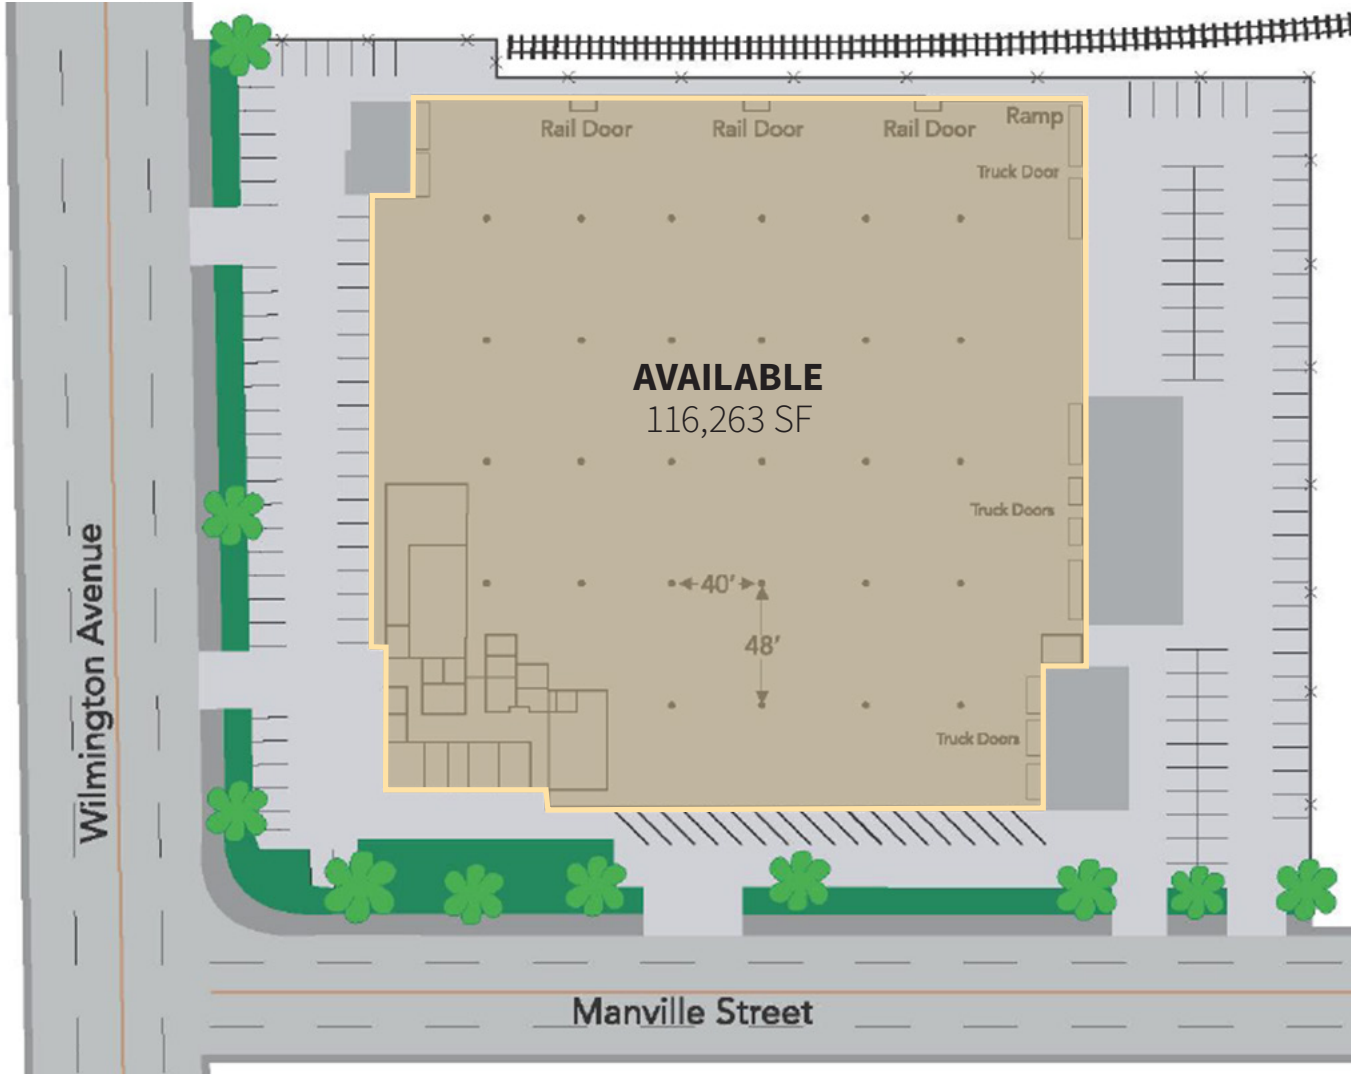 Rail Door
Rail Door
Rail Door
Ramp
Truck Door
AVAILABLE
116,263 SF
Truck Doors
40'
48'
Truck Doors
Wilmington Avenue
Manville Street